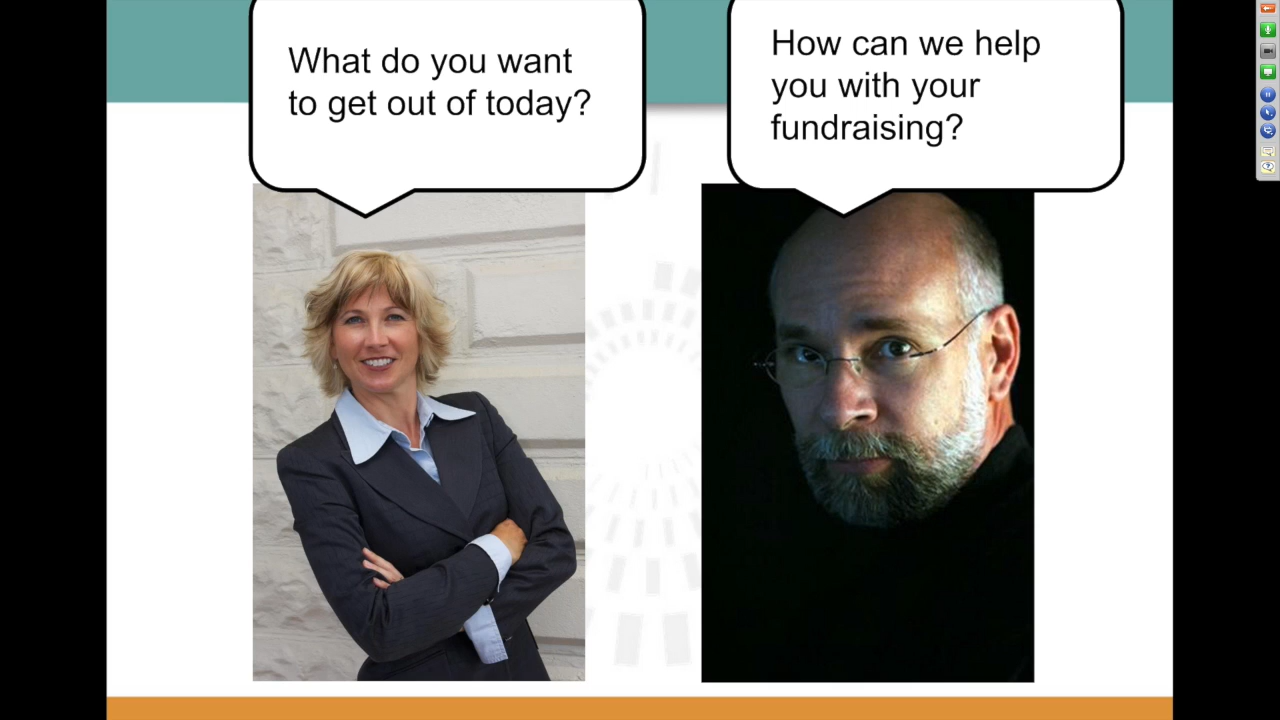 What do you want
to get out of today?
How can we help
you with your
fundraising?